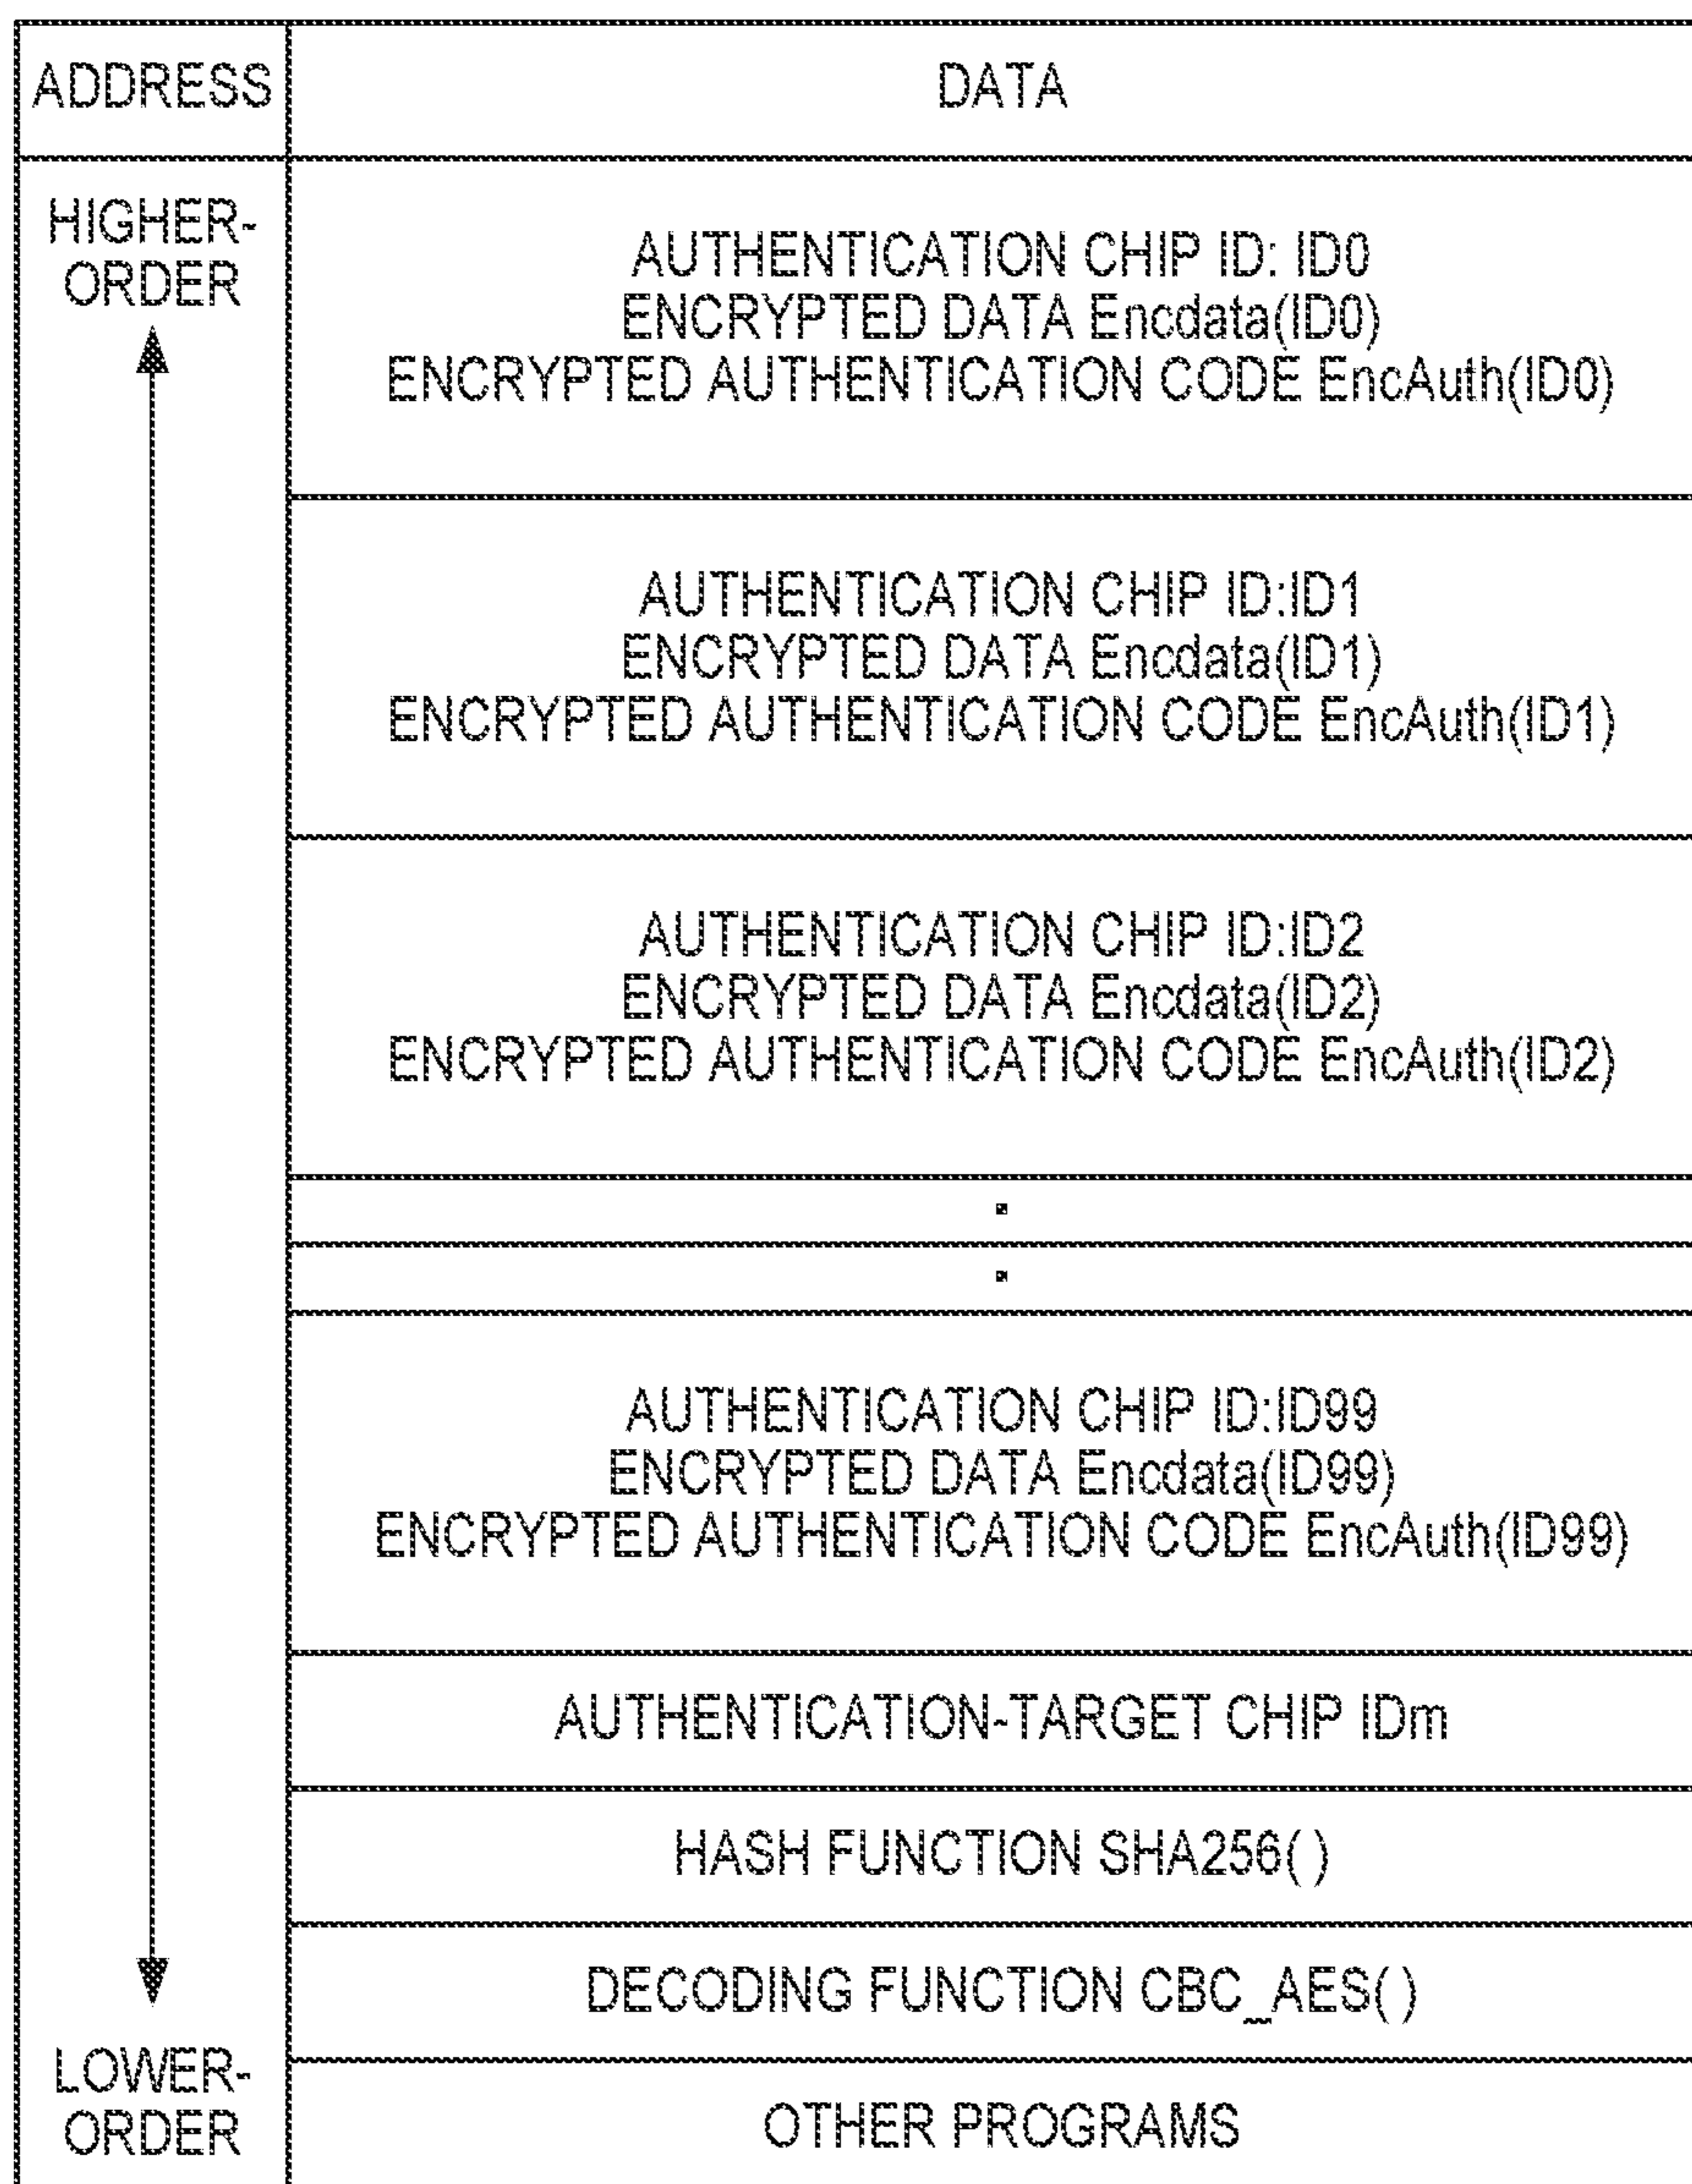 ADDRESS
DATA
HIGHER-
ORDER
AUTHENTICATION CHIP ID: ID0
ENCRYPTED DATA Encdata(ID0)
ENCRYPTED AUTHENTICATION CODE EncAuth(ID0)
AUTHENTICATION CHIP ID:ID1
ENCRYPTED DATA Encdata(ID1)
ENCRYPTED AUTHENTICATION CODE EncAuth(ID1)
AUTHENTICATION CHIP ID:ID2
ENCRYPTED DATA Encdata(ID2)
ENCRYPTED AUTHENTICATION CODE EncAuth(ID2)
.
.
AUTHENTICATION CHIP ID:ID99
ENCRYPTED DATA Encdata(ID99)
ENCRYPTED AUTHENTICATION CODE EncAuth(ID99)
AUTHENTICATION-TARGET CHIP IDm
HASH FUNCTION SHA256( )
DECODING FUNCTION CBC_AES( )
LOWER-
ORDER
OTHER PROGRAMS